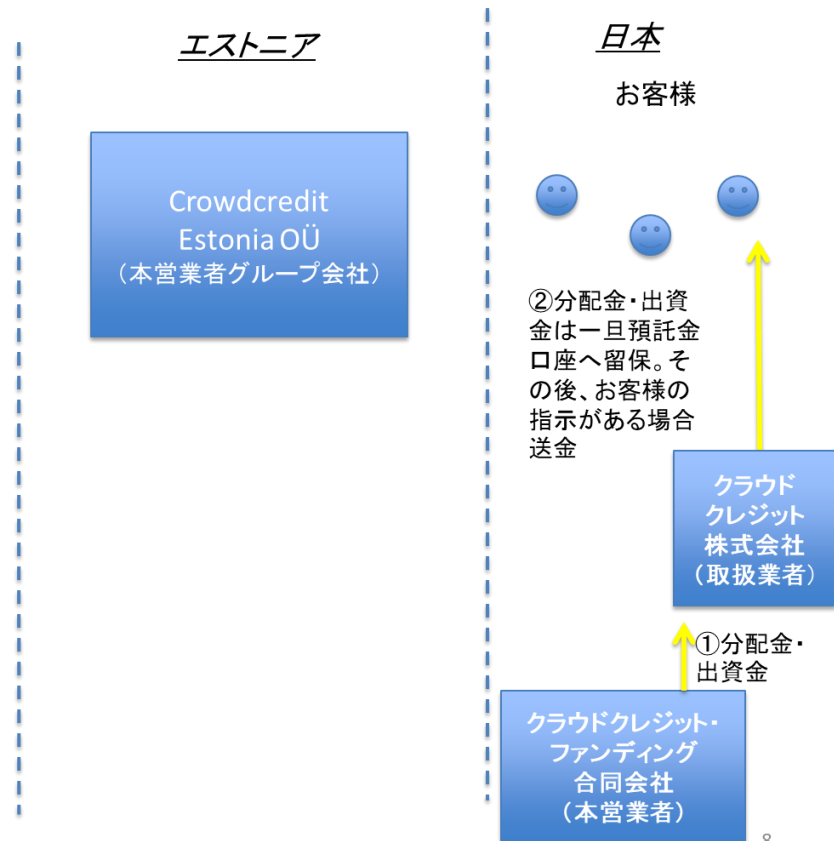 エストニア
日本
お客様
Crowdcredit
Estonia OÜ
(本営業者グループ会社)
②分配金・出資
金は一旦預託金
口座へ留保。そ
の後、お客様の
指示がある場合
送金
クラウド
クレジット
株式会社
(取扱業者)
①分配金・
出資金
クラウドクレジット・
ファンディング
合同会社
(本営業者)
8